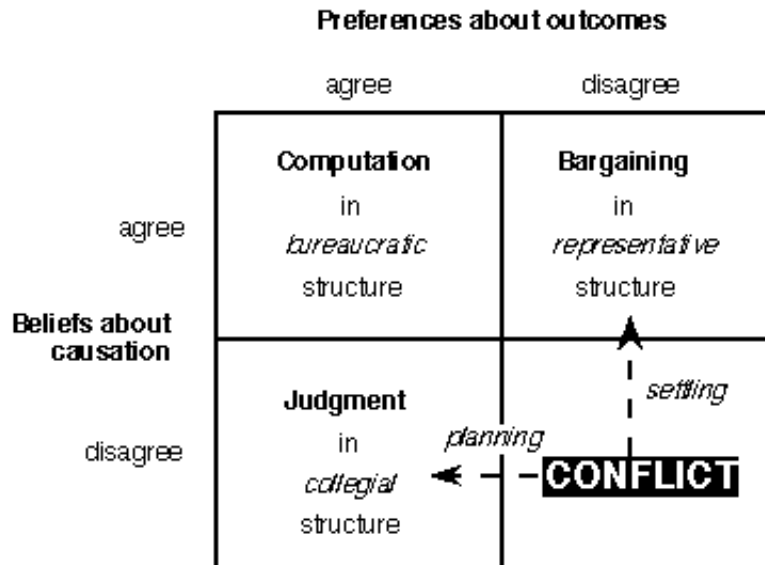 Preferences about outcomes
agree
disagree
Computation
in
bureaucratic
structure
Bargaining
in
representative
structure
agree
Beliefs about
causation
Judgment
in
collegial
structure
disagree
planning
settling
CONFLICT